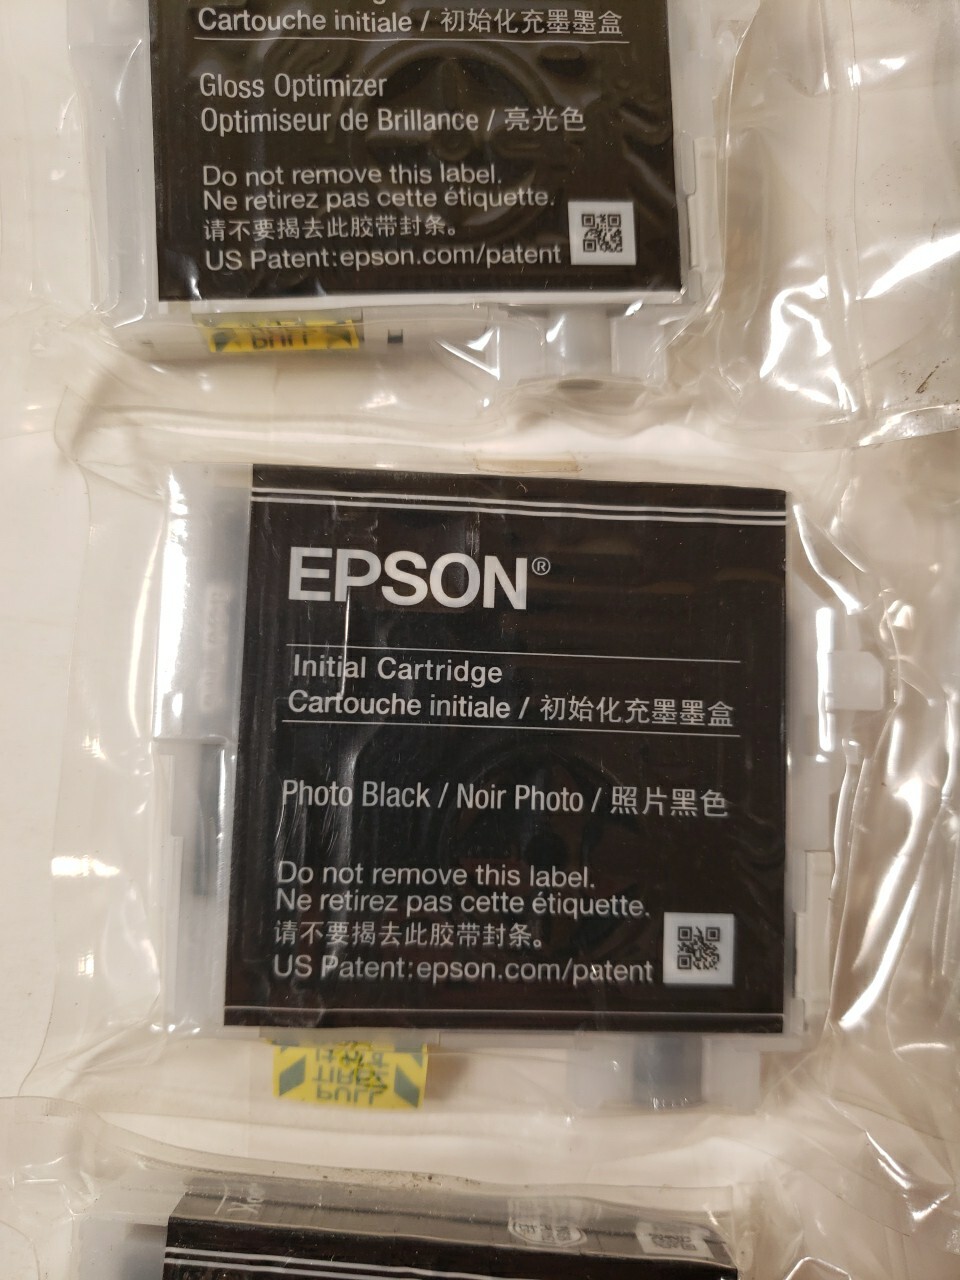 Cartouche initiale / 初始化充墨墨盒
Gloss Optimizer
Optimiseur de Brillance / 亮光色
Do not remove this label.
Ne retirez pas cette étiquette.
请不要揭去此胶带封条。
US Patent:epson.com/patent
PULL
EPSON®
Initial Cartridge
Cartouche initiale / 初始化充墨墨盒
Photo Black / Noir Photo / 照片黑色
Do not remove this label.
Ne retirez pas cette étiquette.
请不要揭去此胶带封条。
US Patent:epson.com/patent
TIREZ
PULL